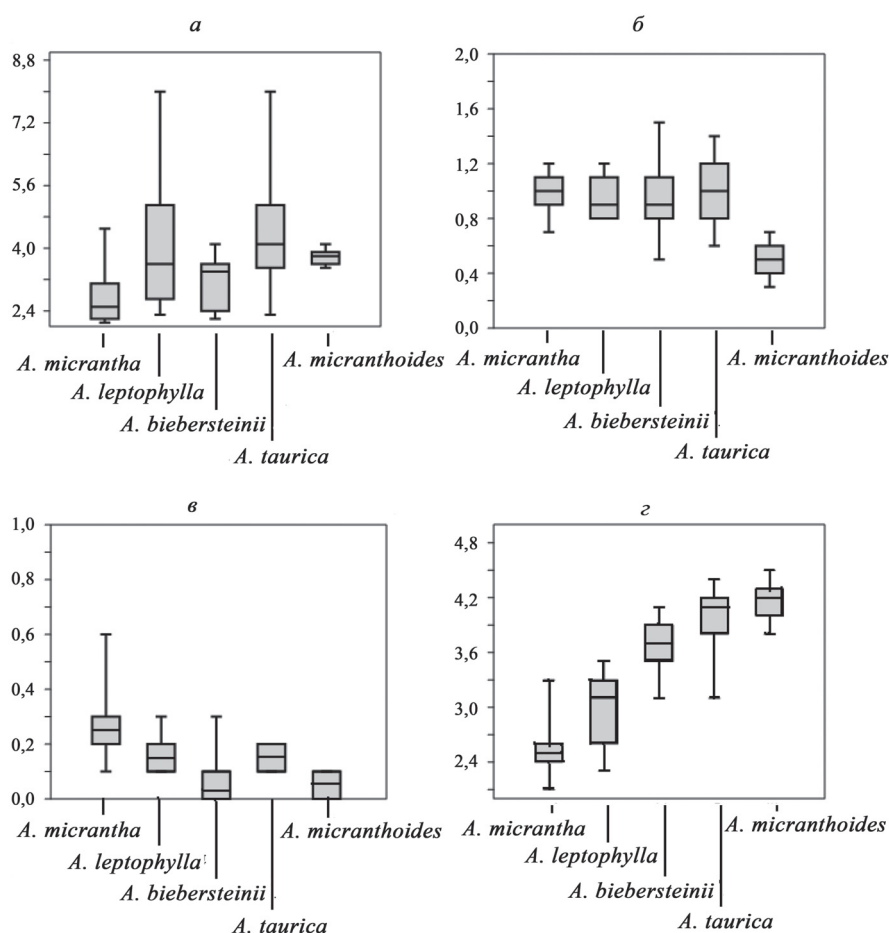 а
8,8
7,2
5,6
4,0
2,4
A. micrantha
A. leptophylla
A. biebersteinii
A. taurica
A. micranthoides
б
2,0
1,6
1,2
0,8
0,4
0,0
A. micrantha
A. leptophylla
A. biebersteinii
A. taurica
A. micranthoides
в
1,0
0,8
0,6
0,4
0,2
0,0
A. micrantha
A. leptophylla
A. biebersteinii
A. taurica
A. micranthoides
г
4,8
4,2
3,6
3,0
2,4
A. micrantha
A. leptophylla
A. biebersteinii
A. taurica
A. micranthoides